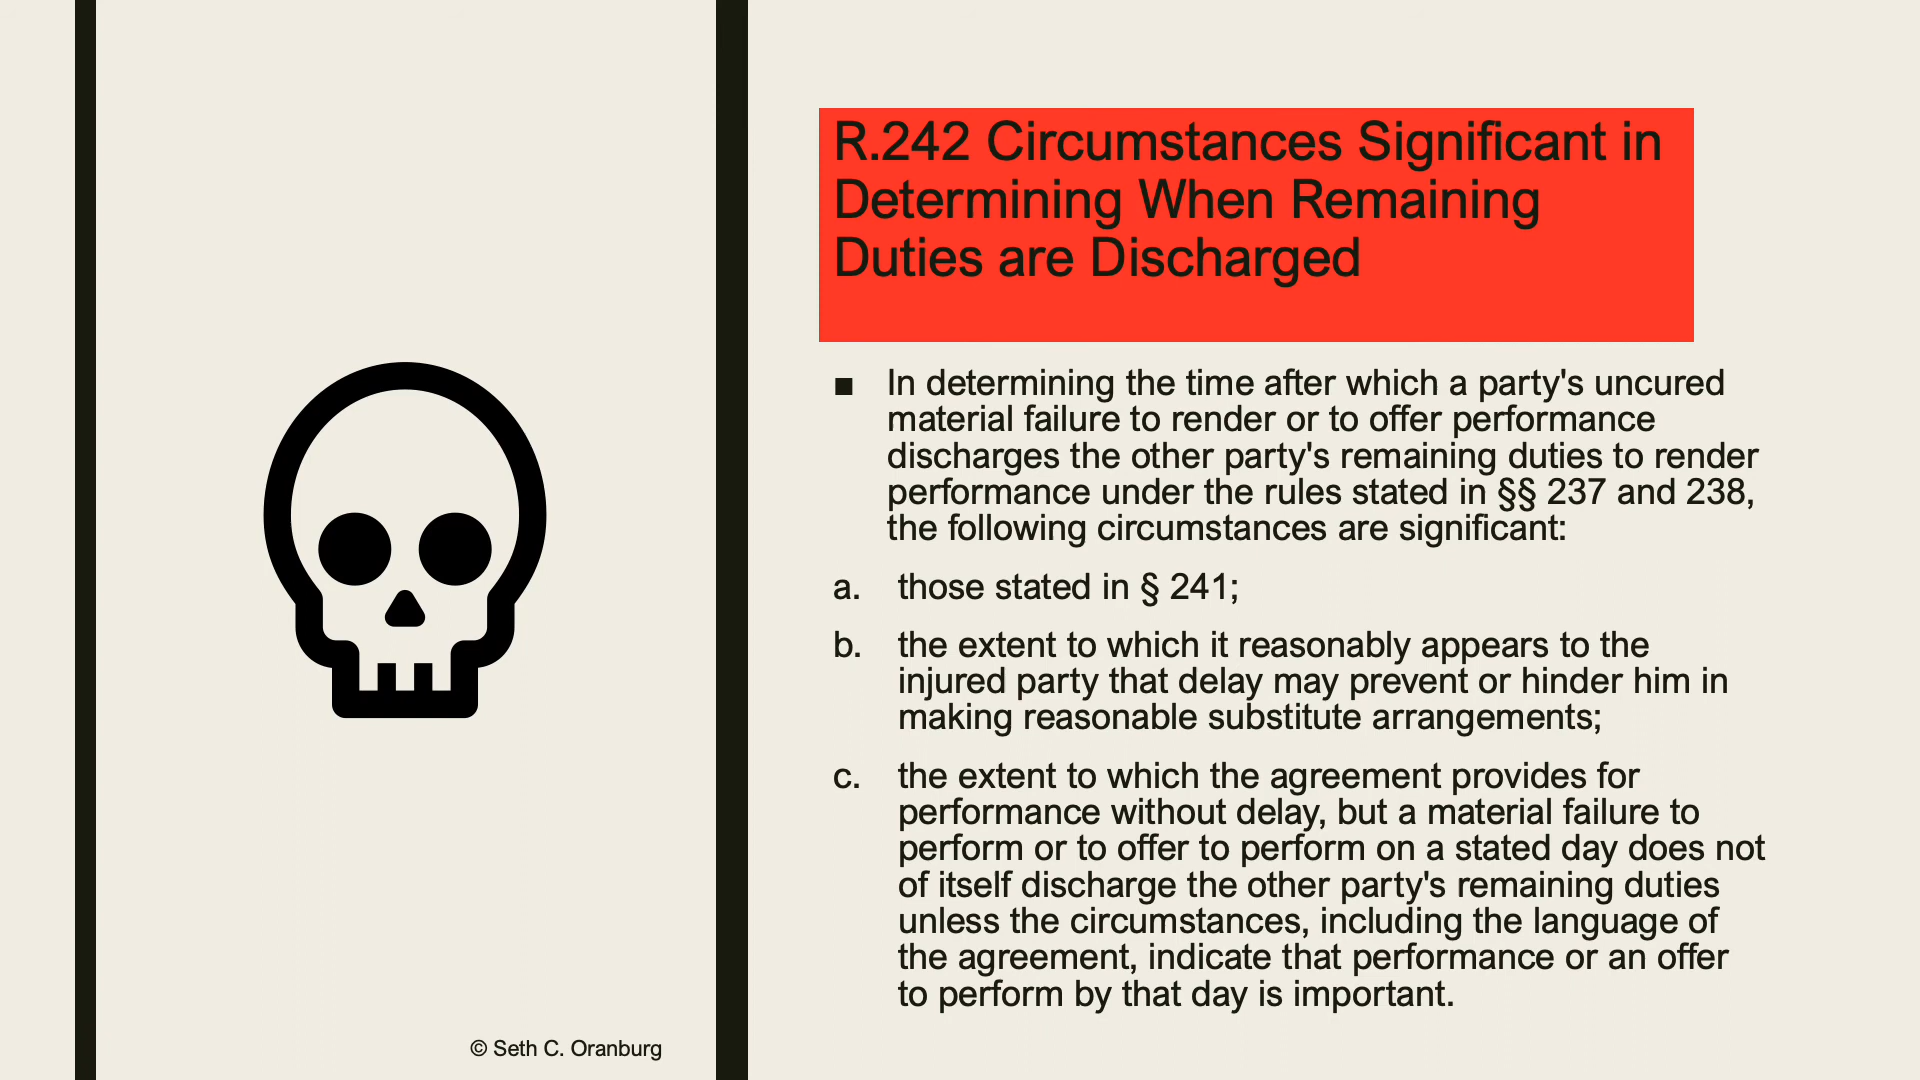 R.242 Circumstances Significant in
Determining When Remaining
Duties are Discharged
■ In determining the time after which a party's uncured
material failure to render or to offer performance
discharges the other party's remaining duties to render
performance under the rules stated in §§ 237 and 238,
the following circumstances are significant:
a. those stated in § 241;
b. the extent to which it reasonably appears to the
injured party that delay may prevent or hinder him in
making reasonable substitute arrangements;
c. the extent to which the agreement provides for
performance without delay, but a material failure to
perform or to offer to perform on a stated day does not
of itself discharge the other party's remaining duties
unless the circumstances, including the language of
the agreement, indicate that performance or an offer
to perform by that day is important.
© Seth C. Oranburg